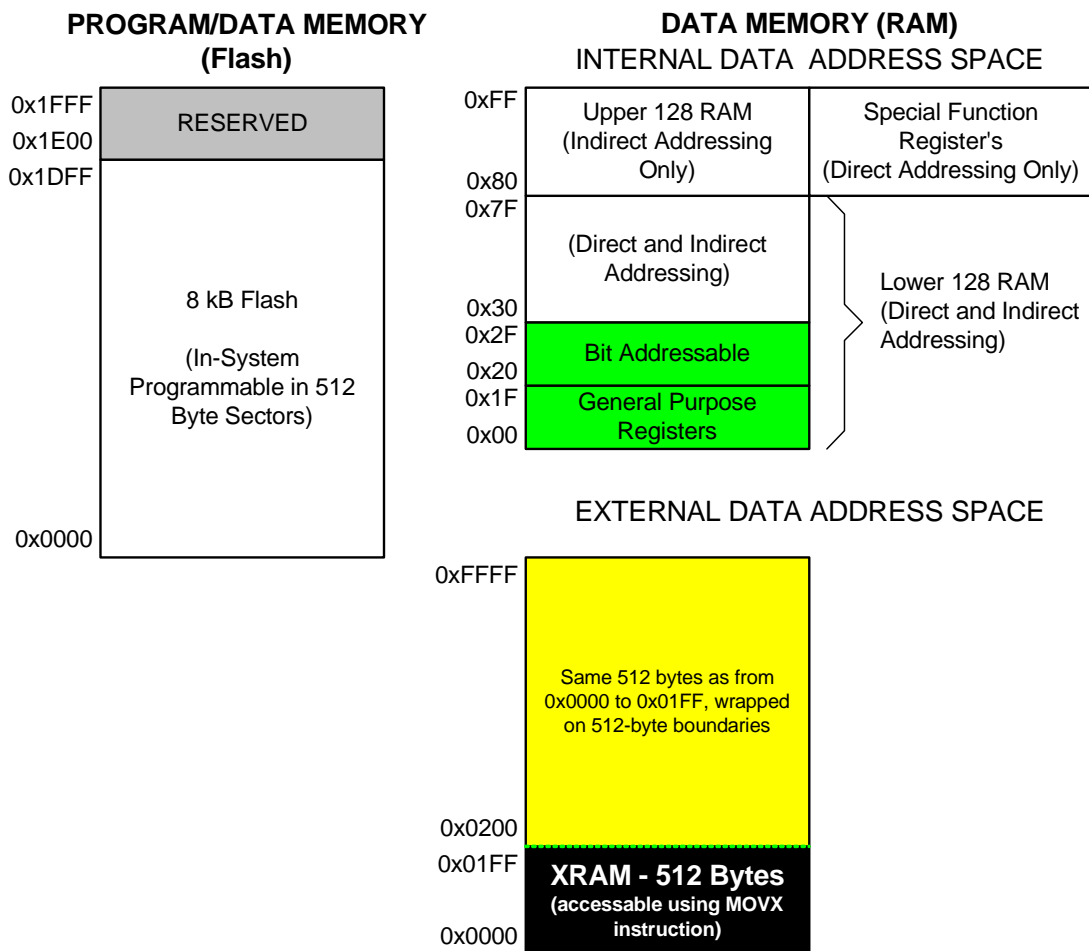 PROGRAM/DATA MEMORY
(Flash)
0x1FFF
RESERVED
0x1E00
0x1DFF
8 kB Flash
(In-System
Programmable in 512
Byte Sectors)
0x0000
DATA MEMORY (RAM)
INTERNAL DATA ADDRESS SPACE
0xFF
Upper 128 RAM
(Indirect Addressing
Only)
Special Function
Register's
(Direct Addressing Only)
0x80
0x7F
(Direct and Indirect
Addressing)
Lower 128 RAM
(Direct and Indirect
Addressing)
0x30
0x2F
Bit Addressable
0x20
0x1F
General Purpose
Registers
0x00
EXTERNAL DATA ADDRESS SPACE
0xFFFF
Same 512 bytes as from
0x0000 to 0x01FF, wrapped
on 512-byte boundaries
0x0200
0x01FF
XRAM - 512 Bytes
(accessable using MOVX
instruction)
0x0000